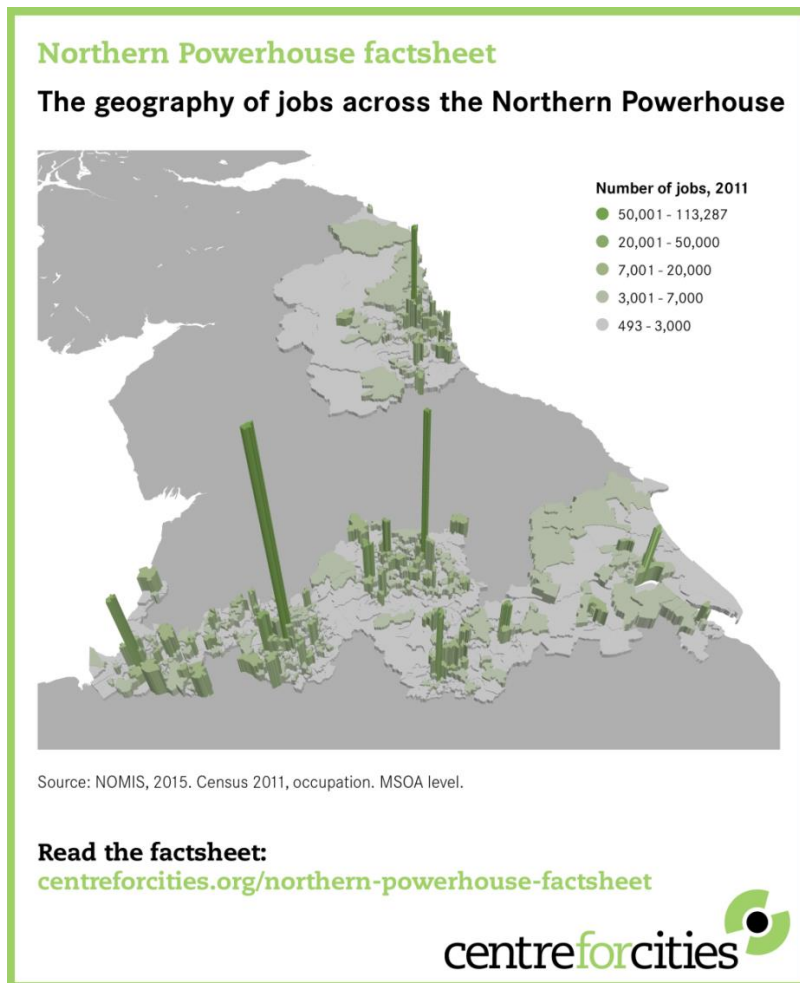 Northern Powerhouse factsheet
The geography of jobs across the Northern Powerhouse
Number of jobs, 2011
50,001 - 113,287
20,001 - 50,000
7,001 - 20,000
3,001 - 7,000
493 - 3,000
Source: NOMIS, 2015. Census 2011, occupation. MSOA level.
Read the factsheet:
centreforcities.org/northern-powerhouse-factsheet
centreforcities